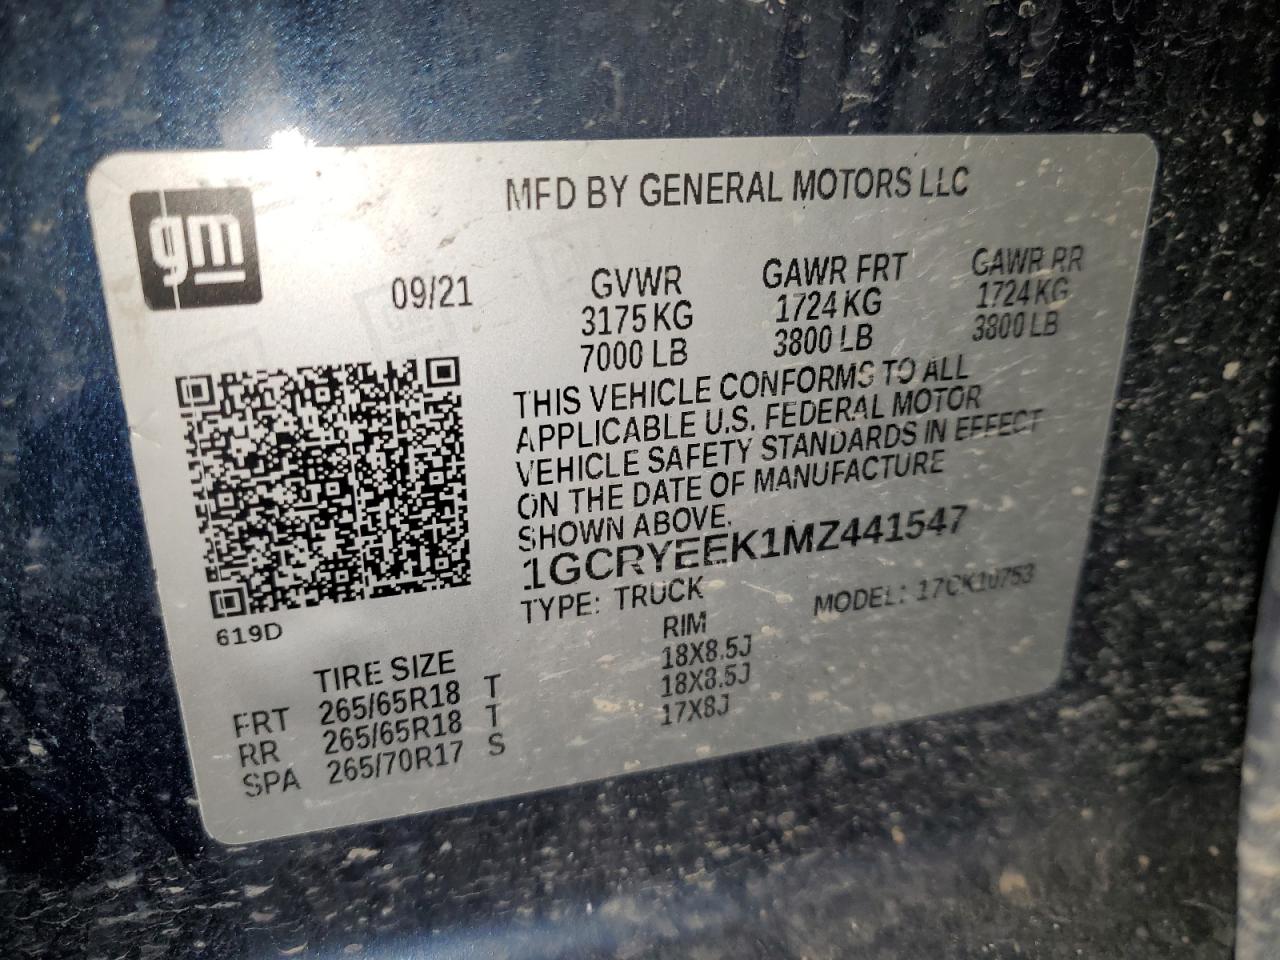 gm
MFD BY GENERAL MOTORS LLC
09/21
GVWR GAWR FRT GAWR RR
3175 KG 1724 KG 1724 KG
7000 LB 3800 LB 3800 LB
THIS VEHICLE CONFORMS TO ALL
APPLICABLE U.S. FEDERAL MOTOR
VEHICLE SAFETY STANDARDS IN EFFECT
ON THE DATE OF MANUFACTURE
SHOWN ABOVE.
1GCRYEEK1MZ441547
TYPE: TRUCK MODEL: 17CK10753
619D
TIRE SIZE RIM
FRT 265/65R18 T 18X8.5J
RR 265/65R18 T 18X8.5J
SPA 265/70R17 S 17X8J